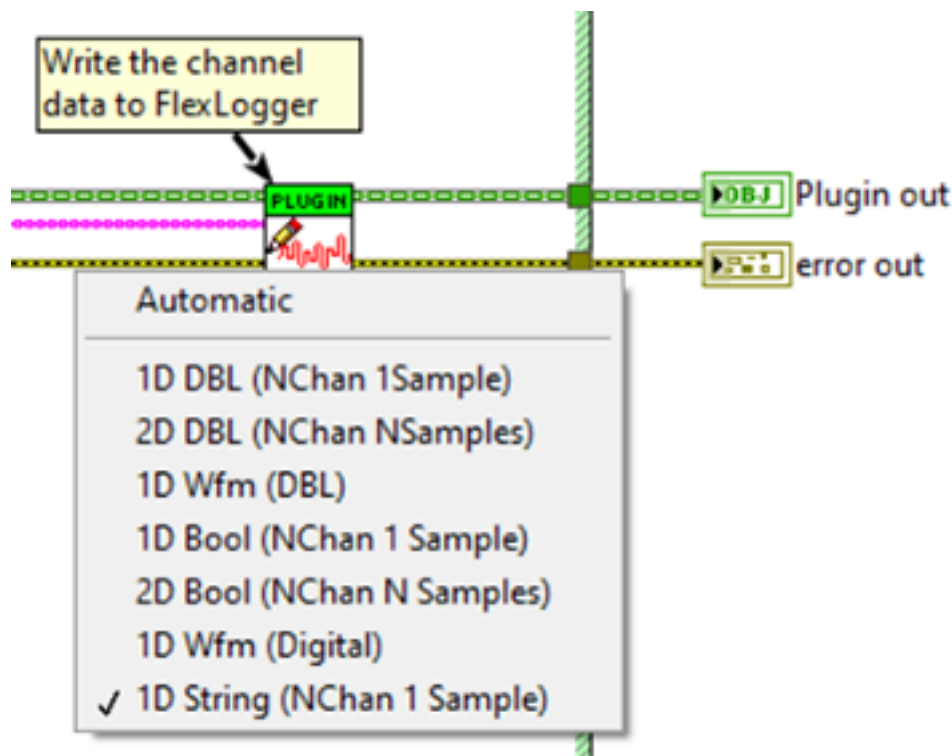 Write the channel
data to FlexLogger
PLUGIN
OBJ
Plugin out
error out
Automatic
1D DBL (NChan 1Sample)
2D DBL (NChan NSamples)
1D Wfm (DBL)
1D Bool (NChan 1 Sample)
2D Bool (NChan N Samples)
1D Wfm (Digital)
✓ 1D String (NChan 1 Sample)